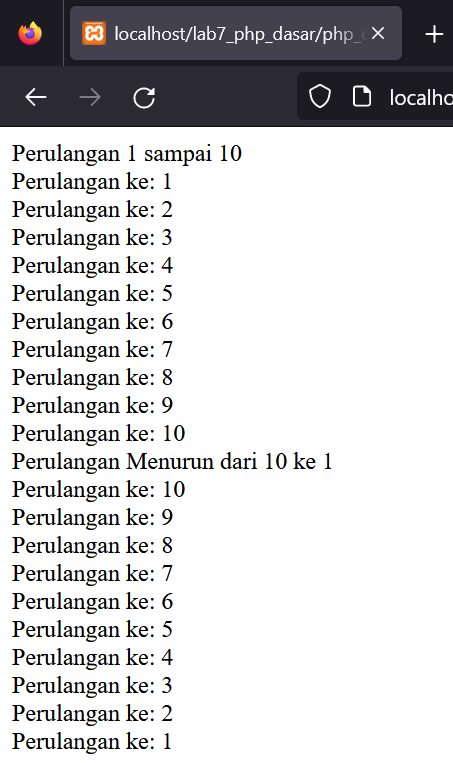 localhost/lab7_php_dasar/php_
localho
Perulangan 1 sampai 10
Perulangan ke: 1
Perulangan ke: 2
Perulangan ke: 3
Perulangan ke: 4
Perulangan ke: 5
Perulangan ke: 6
Perulangan ke: 7
Perulangan ke: 8
Perulangan ke: 9
Perulangan ke: 10
Perulangan Menurun dari 10 ke 1
Perulangan ke: 10
Perulangan ke: 9
Perulangan ke: 8
Perulangan ke: 7
Perulangan ke: 6
Perulangan ke: 5
Perulangan ke: 4
Perulangan ke: 3
Perulangan ke: 2
Perulangan ke: 1